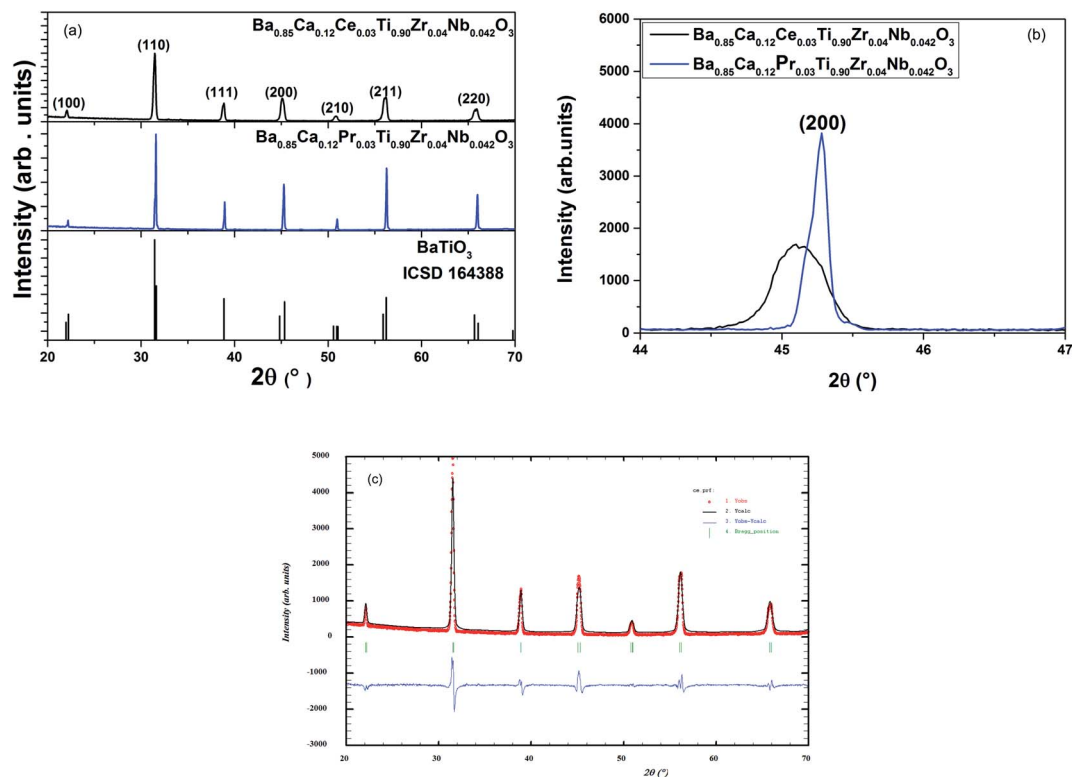 (a)
Ba0.85Ca0.12Ce0.03Ti0.90Zr0.04Nb0.042O3
(110)
(100)
(111)
(200)
(210)
(211)
(220)
Ba0.85Ca0.12Pr0.03Ti0.90Zr0.04Nb0.042O3
BaTiO3
ICSD 164388
Intensity (arb . units)
20 30 40 50 60 70
2θ (°)
6000
5000
4000
3000
2000
1000
0
Ba0.85Ca0.12Ce0.03Ti0.90Zr0.04Nb0.042O3
Ba0.85Ca0.12Pr0.03Ti0.90Zr0.04Nb0.042O3
(b)
(200)
Intensity (arb.units)
44 45 46 47
2θ (°)
(c)
5000
4000
3000
2000
1000
0
-1000
-2000
-3000
Intensity (arb. units)
ce.prf:
1. Yobs
2. Ycalc
3. Yobs-Ycalc
4. Bragg_position
20 30 40 50 60 70
2θ (°)